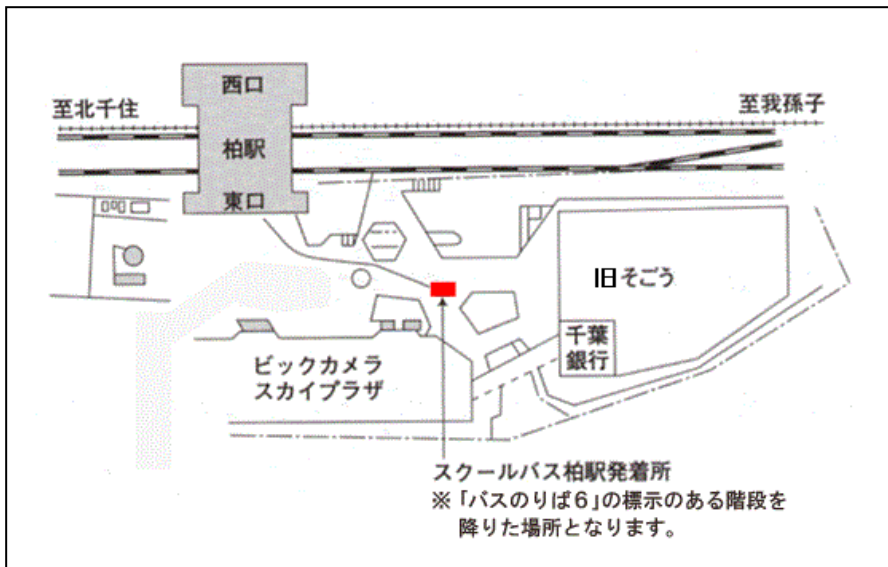 西口
至北千住
至我孫子
柏駅
東口
旧そごう
千葉
銀行
ビックカメラ
スカイプラザ
スクールバス柏駅発着所
※「バスのりば6」の標示のある階段を
降りた場所となります。